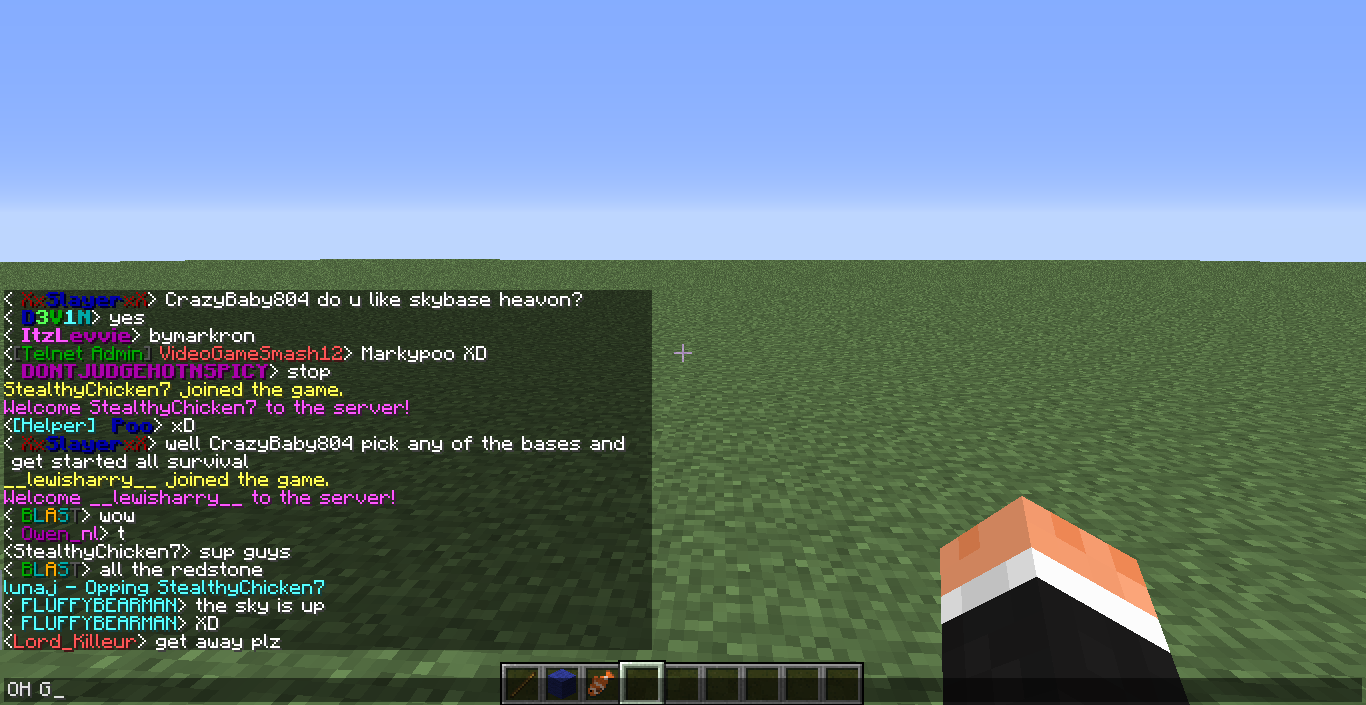 < XxSlayerxX> CrazyBaby804 do u like skybase heavon?
< D3V1N> yes
< ItzLevvie> bymarkron
<[Telnet Admin] VideoGameSmash12> Markypoo XD
< DONTJUDGEHOTNSPICY> stop
StealthyChicken7 joined the game.
Welcome StealthyChicken7 to the server!
<[Helper] Poo> xD
< XxSlayerxX> well CrazyBaby804 pick any of the bases and
get started all survival
__lewisharry__ joined the game.
Welcome __lewisharry__ to the server!
< BLAST> wow
< Owen_nl> t
<StealthyChicken7> sup guys
< BLAST> all the redstone
lunaj - Opping StealthyChicken7
< FLUFFYBEARMAN> the sky is up
< FLUFFYBEARMAN> XD
<Lord_Killeur> get away plz
OH G_